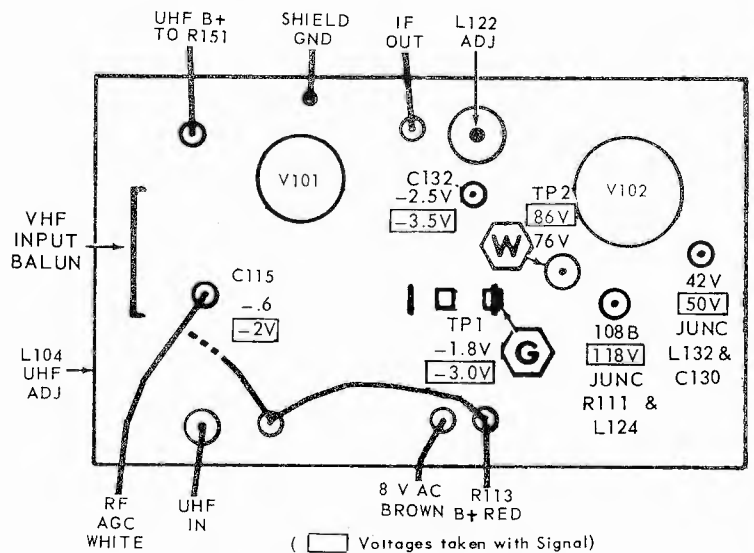 UHF B+
TO R151
SHIELD
GND
IF
OUT
L122
ADJ
V101
C132
-2.5V
-3.5V
TP2
86V
76V
W
V102
VHF
INPUT
BALUN
C115
-.6
-2V
TP1
-1.8V
-3.0V
G
108B
118V
JUNC
R111 &
L124
42V
50V
JUNC
L132 &
C130
L104
UHF
ADJ
RF
AGC
WHITE
UHF
IN
8 V AC
BROWN
R113
B+ RED
( Voltages taken with Signal)